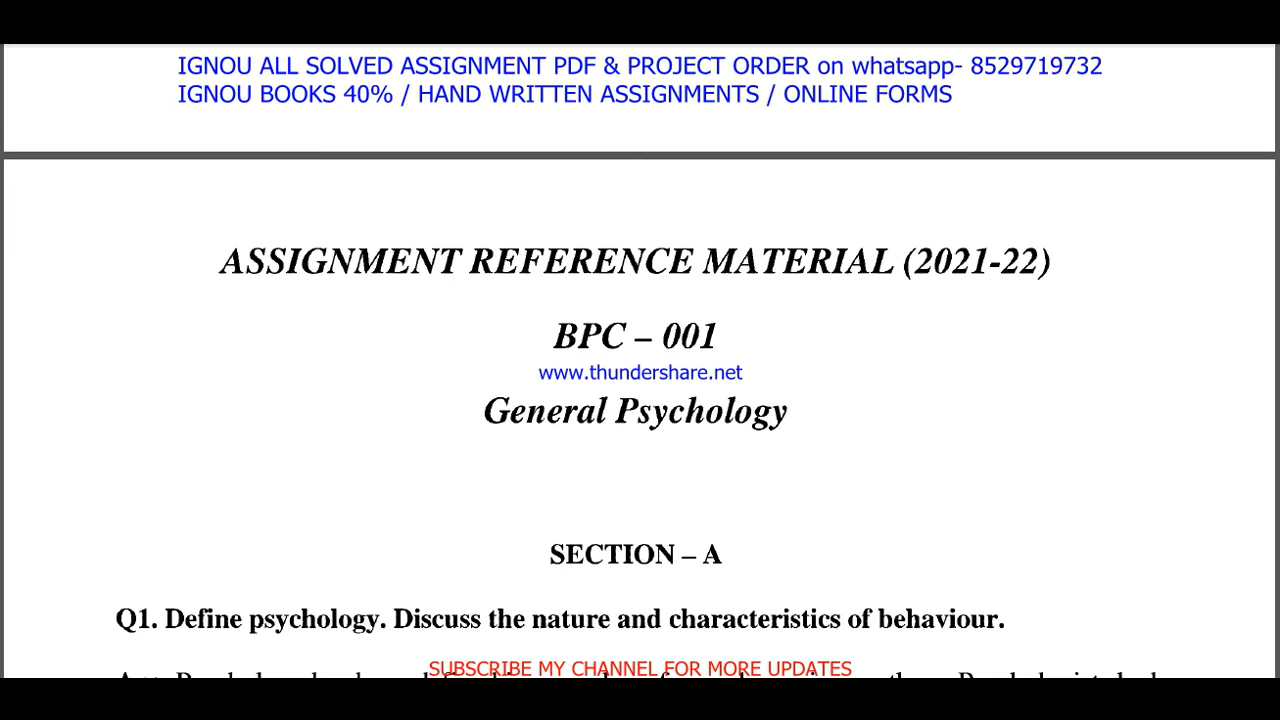 IGNOU ALL SOLVED ASSIGNMENT PDF & PROJECT ORDER on whatsapp- 8529719732
IGNOU BOOKS 40% / HAND WRITTEN ASSIGNMENTS / ONLINE FORMS
ASSIGNMENT REFERENCE MATERIAL (2021-22)
BPC – 001
www.thundershare.net
General Psychology
SECTION – A
Q1. Define psychology. Discuss the nature and characteristics of behaviour.
SUBSCRIBE MY CHANNEL FOR MORE UPDATES